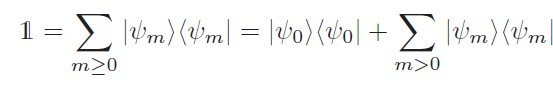 𝟙 = ∑_{m≥0} |ψ_m⟩⟨ψ_m| = |ψ_0⟩⟨ψ_0| + ∑_{m>0} |ψ_m⟩⟨ψ_m|